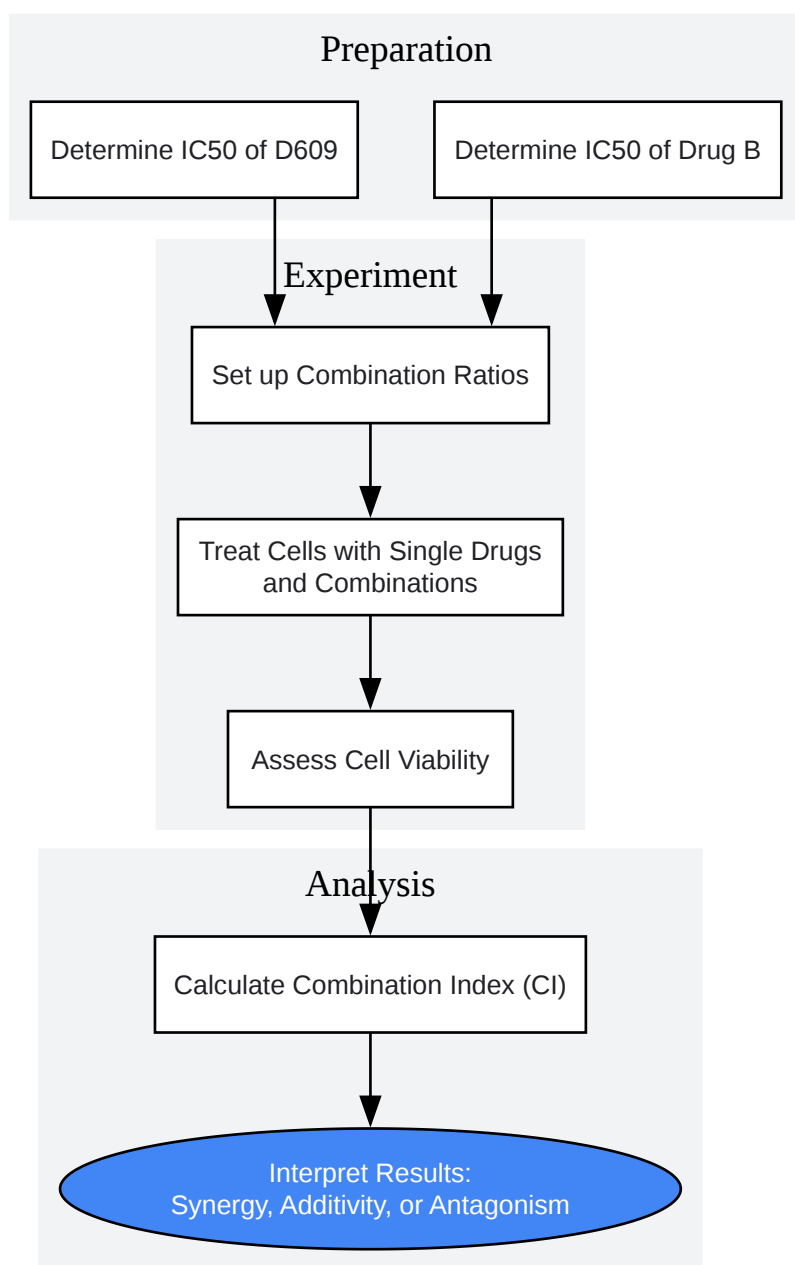 Preparation
Determine IC50 of D609
Determine IC50 of Drug B
Experiment
Set up Combination Ratios
Treat Cells with Single Drugs
and Combinations
Assess Cell Viability
Analysis
Calculate Combination Index (CI)
Interpret Results:
Synergy, Additivity, or Antagonism